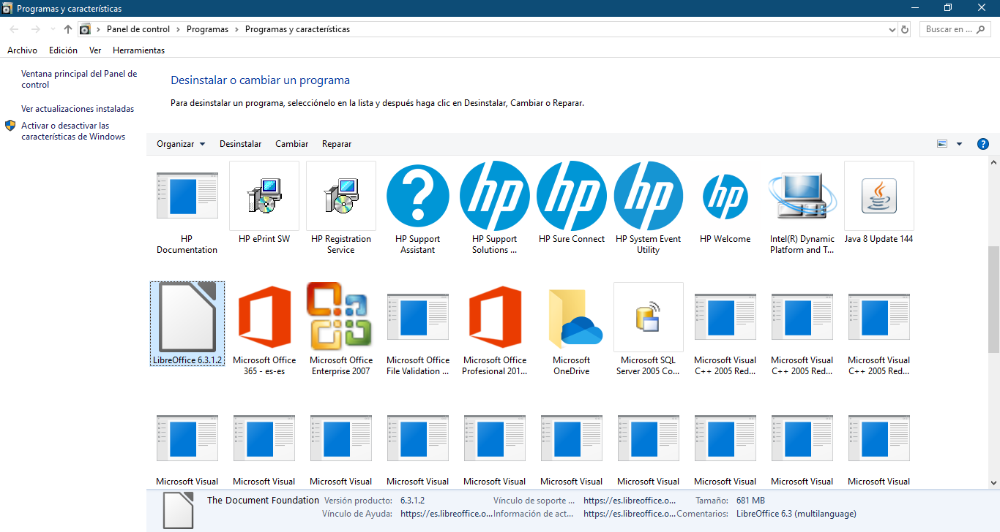 Programas y características
Panel de control > Programas > Programas y características
Buscar en ...
Archivo Edición Ver Herramientas
Ventana principal del Panel de
control
Ver actualizaciones instaladas
Activar o desactivar las
características de Windows
Desinstalar o cambiar un programa
Para desinstalar un programa, selecciónelo en la lista y después haga clic en Desinstalar, Cambiar o Reparar.
Organizar Desinstalar Cambiar Reparar
?
?
hp
hp
hp
hp
HP
Documentation
HP ePrint SW
HP Registration
Service
HP Support
Assistant
HP Support
Solutions ...
HP Sure Connect
HP System Event
Utility
HP Welcome
Intel(R) Dynamic
Platform and T...
Java 8 Update 144
LibreOffice 6.3.1.2
Microsoft Office
365 - es-es
Microsoft Office
Enterprise 2007
Microsoft Office
File Validation ...
Microsoft Office
Profesional 201...
Microsoft
OneDrive
Microsoft SQL
Server 2005 Co...
Microsoft Visual
C++ 2005 Red...
Microsoft Visual
C++ 2005 Red...
Microsoft Visual
C++ 2005 Red...
Microsoft Visual
Microsoft Visual
Microsoft Visual
Microsoft Visual
Microsoft Visual
Microsoft Visual
Microsoft Visual
Microsoft Visual
Microsoft Visual
Microsoft Visual
The Document Foundation Versión producto: 6.3.1.2 Vínculo de soporte ... https://es.libreoffice.o... Tamaño: 681 MB
Vínculo de Ayuda: https://es.libreoffice.o... Información de act... https://es.libreoffice.o... Comentarios: LibreOffice 6.3 (multilanguage)